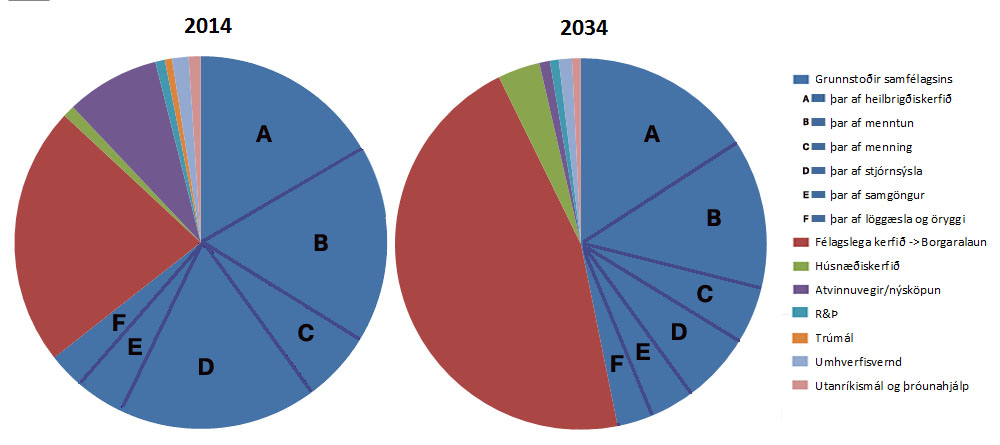 2014
2034
A
B
C
D
E
F
A
B
C
D
E
F
Grunnstoðir samfélagsins
A þar af heilbrigðiskerfið
B þar af menntun
C þar af menning
D þar af stjórnsýsla
E þar af samgöngur
F þar af löggæsla og öryggi
Félagslega kerfið ->Borgaralaun
Húsnæðiskerfið
Atvinnuvegir/nýsköpun
R&Þ
Trúmál
Umhverfisvernd
Utanríkismál og þróunahjálp